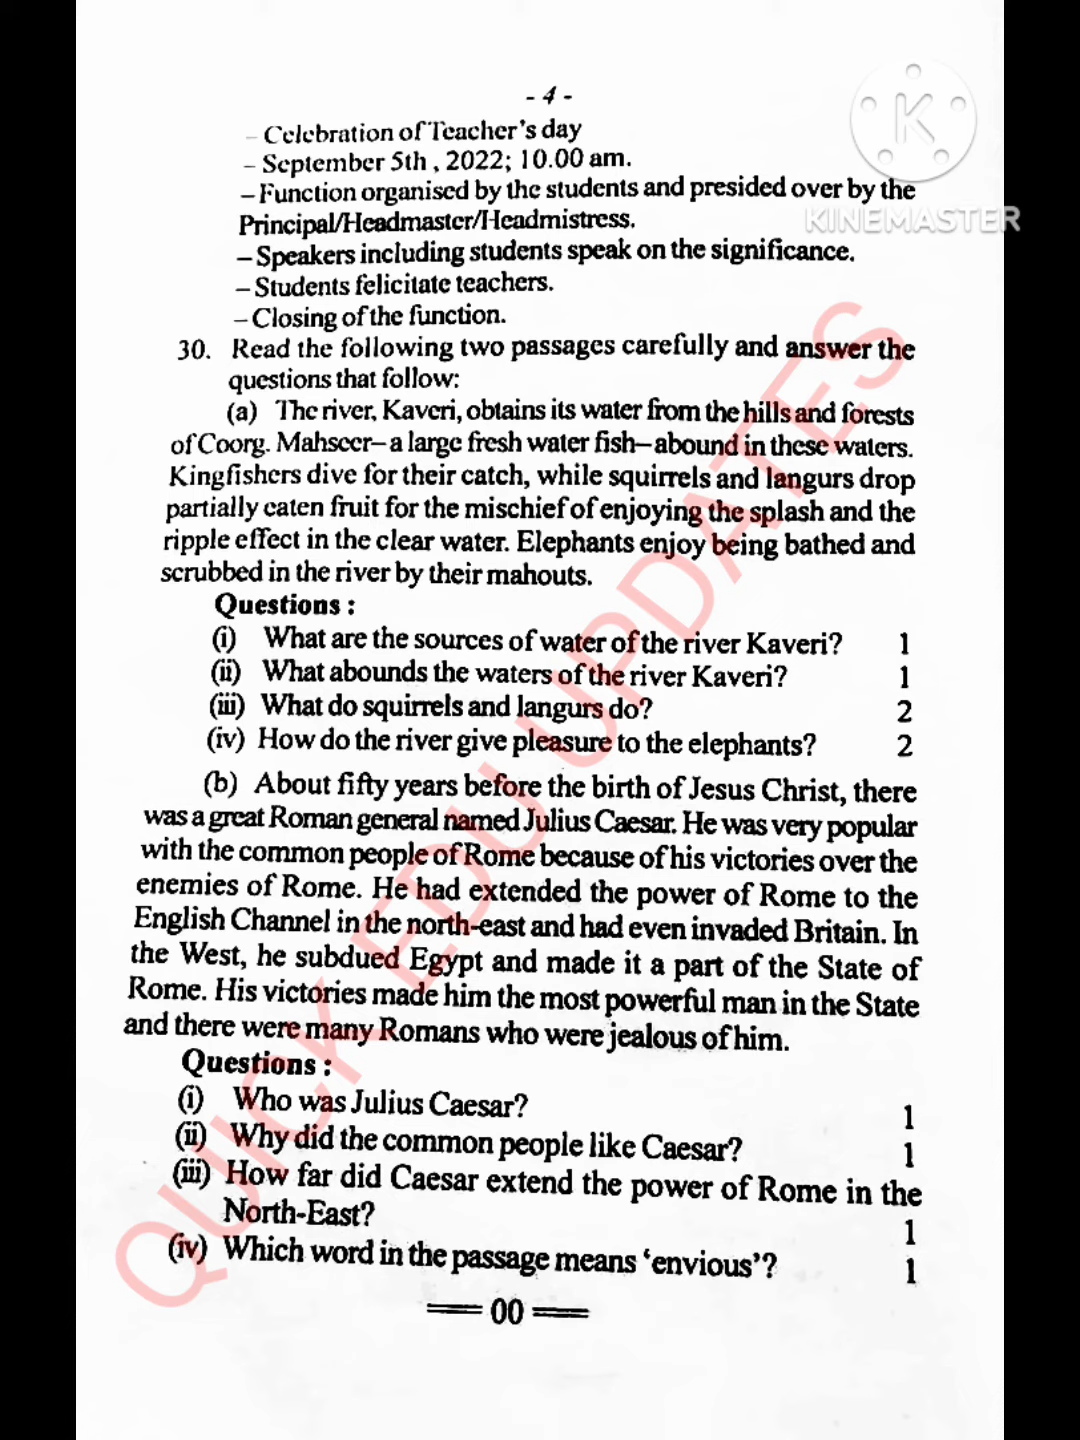 - 4 -
– Celebration of Teacher's day
– September 5th , 2022; 10.00 am.
– Function organised by the students and presided over by the
Principal/Headmaster/Headmistress.
– Speakers including students speak on the significance.
– Students felicitate teachers.
– Closing of the function.
30. Read the following two passages carefully and answer the
questions that follow:
(a) The river, Kaveri, obtains its water from the hills and forests
of Coorg. Mahseer– a large fresh water fish– abound in these waters.
Kingfishers dive for their catch, while squirrels and langurs drop
partially eaten fruit for the mischief of enjoying the splash and the
ripple effect in the clear water. Elephants enjoy being bathed and
scrubbed in the river by their mahouts.
Questions :
(i) What are the sources of water of the river Kaveri? 1
(ii) What abounds the waters of the river Kaveri? 1
(iii) What do squirrels and langurs do? 2
(iv) How do the river give pleasure to the elephants? 2
(b) About fifty years before the birth of Jesus Christ, there
was a great Roman general named Julius Caesar. He was very popular
with the common people of Rome because of his victories over the
enemies of Rome. He had extended the power of Rome to the
English Channel in the north-east and had even invaded Britain. In
the West, he subdued Egypt and made it a part of the State of
Rome. His victories made him the most powerful man in the State
and there were many Romans who were jealous of him.
Questions :
(i) Who was Julius Caesar? 1
(ii) Why did the common people like Caesar? 1
(iii) How far did Caesar extend the power of Rome in the
North-East? 1
(iv) Which word in the passage means 'envious'? 1
00
K
KINEMASTER
QUICK EDU UPDATES